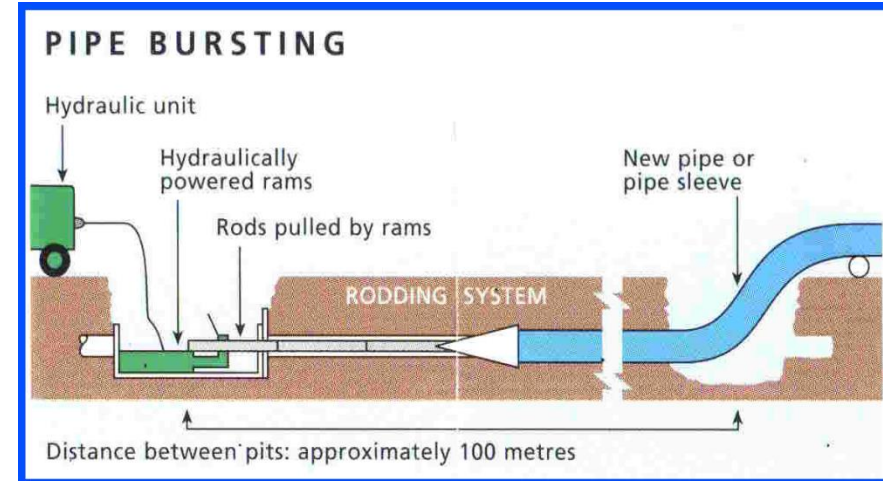 PIPE BURSTING
Hydraulic unit
Hydraulically
powered rams
Rods pulled by rams
New pipe or
pipe sleeve
RODDING SYSTEM
Distance between pits: approximately 100 metres